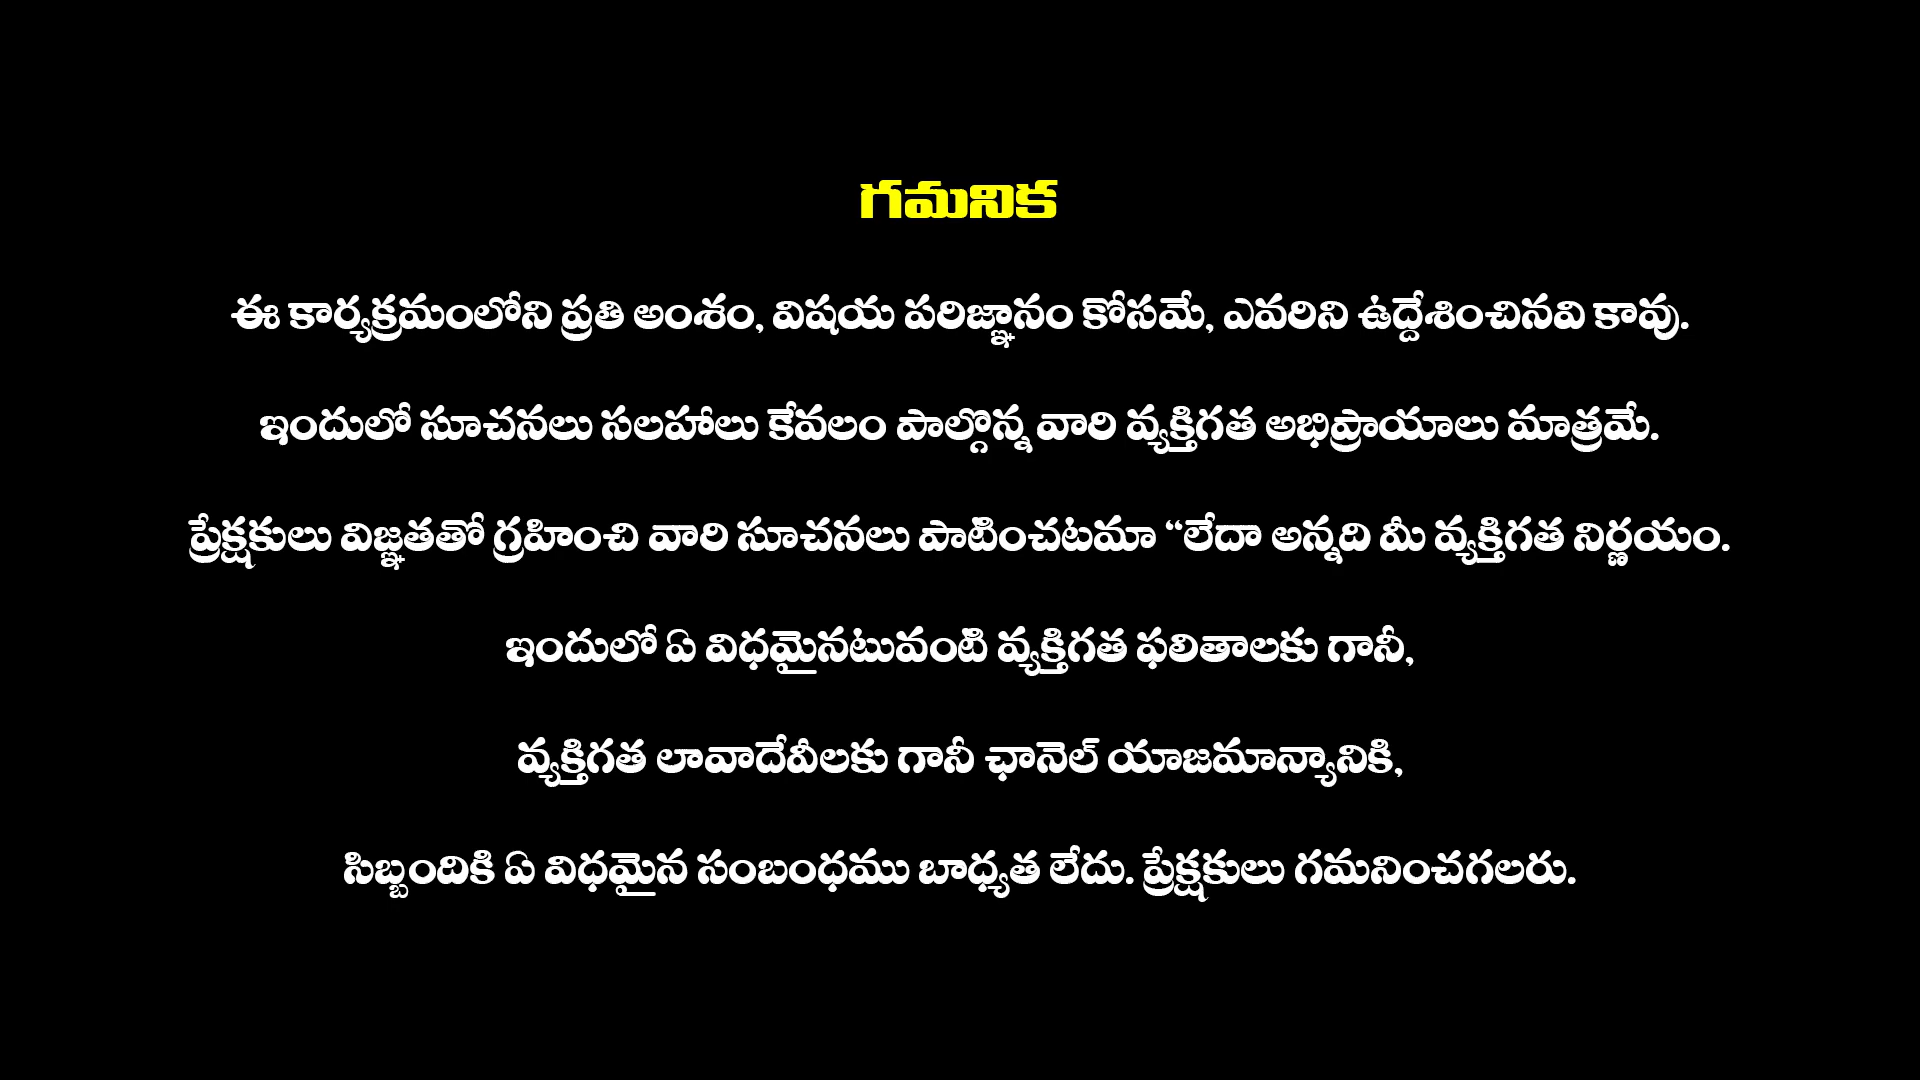 గమనిక
ఈ కార్యక్రమంలోని ప్రతి అంశం, విషయ పరిజ్ఞానం కోసమే, ఎవరిని ఉద్దేశించినవి కావు.
ఇందులో సూచనలు సలహాలు కేవలం పాల్గొన్న వారి వ్యక్తిగత అభిప్రాయాలు మాత్రమే.
ప్రేక్షకులు విజ్ఞతతో గ్రహించి వారి సూచనలు పాటించటమా “లేదా అన్నది మీ వ్యక్తిగత నిర్ణయం.
ఇందులో ఏ విధమైనటువంటి వ్యక్తిగత ఫలితాలకు గానీ,
వ్యక్తిగత లావాదేవీలకు గానీ ఛానెల్ యాజమాన్యానికి,
సిబ్బందికి ఏ విధమైన సంబంధము బాధ్యత లేదు. ప్రేక్షకులు గమనించగలరు.